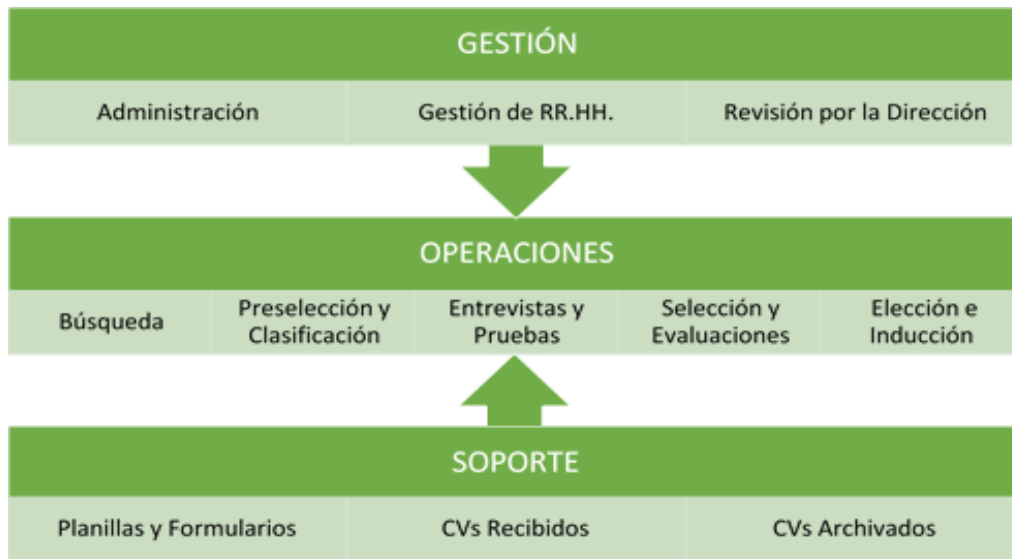 GESTIÓN
Administración
Gestión de RR.HH.
Revisión por la Dirección
OPERACIONES
Búsqueda
Preselección y
Clasificación
Entrevistas y
Pruebas
Selección y
Evaluaciones
Elección e
Inducción
SOPORTE
Planillas y Formularios
CVs Recibidos
CVs Archivados